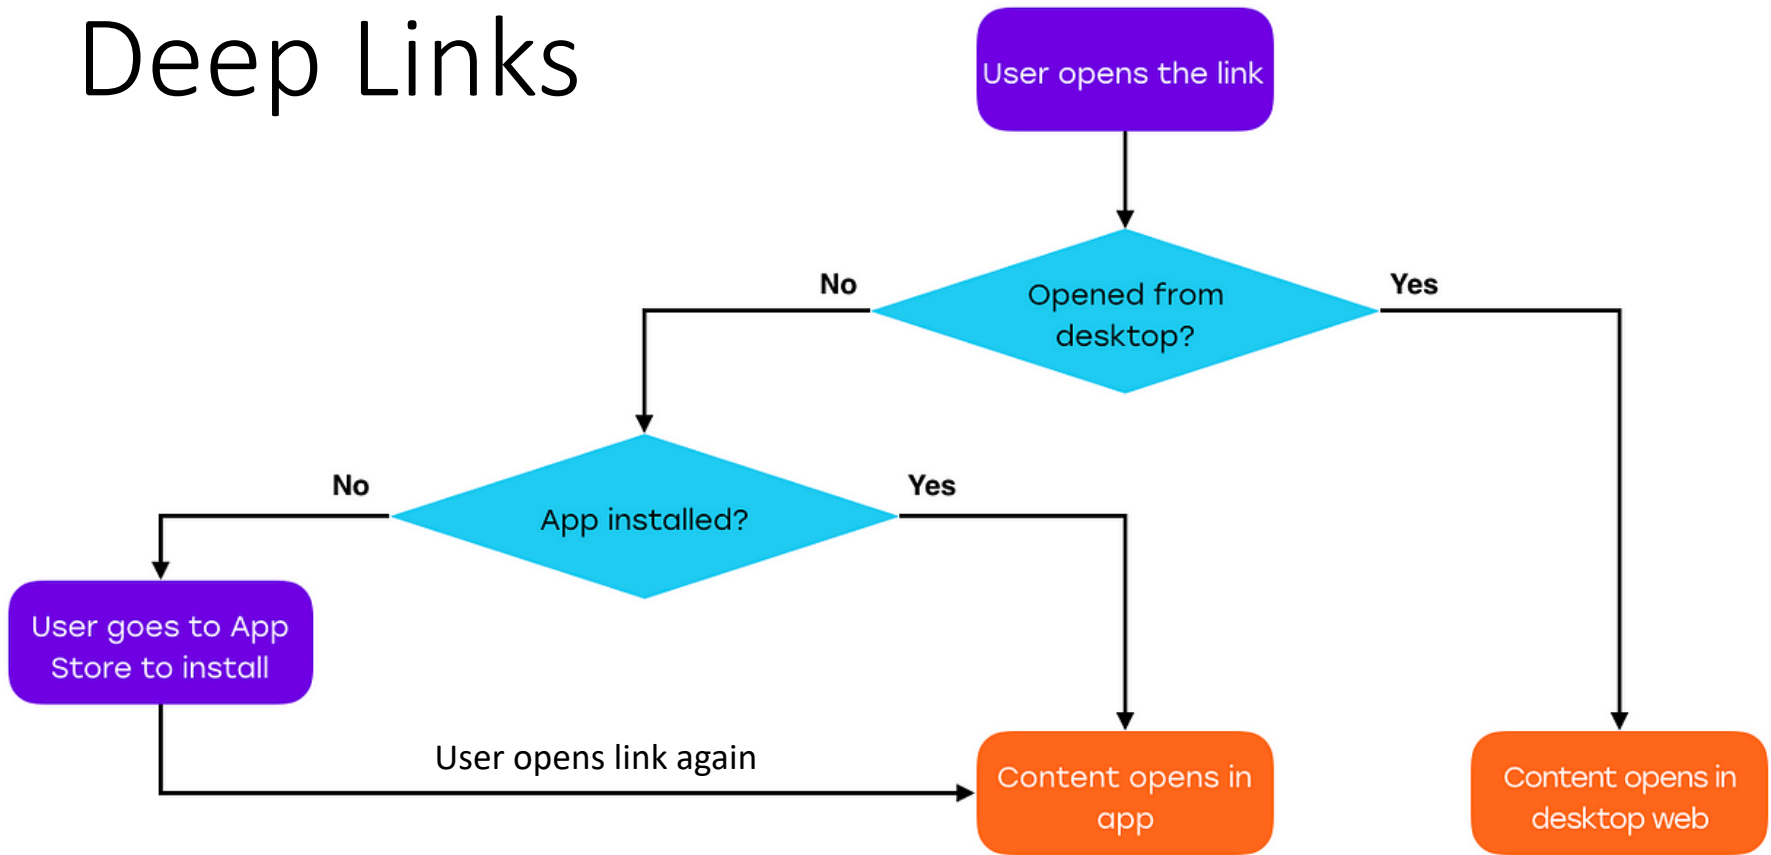 Deep Links
User opens the link
No
Opened from
desktop?
Yes
No
App installed?
Yes
User goes to App
Store to install
User opens link again
Content opens in
app
Content opens in
desktop web